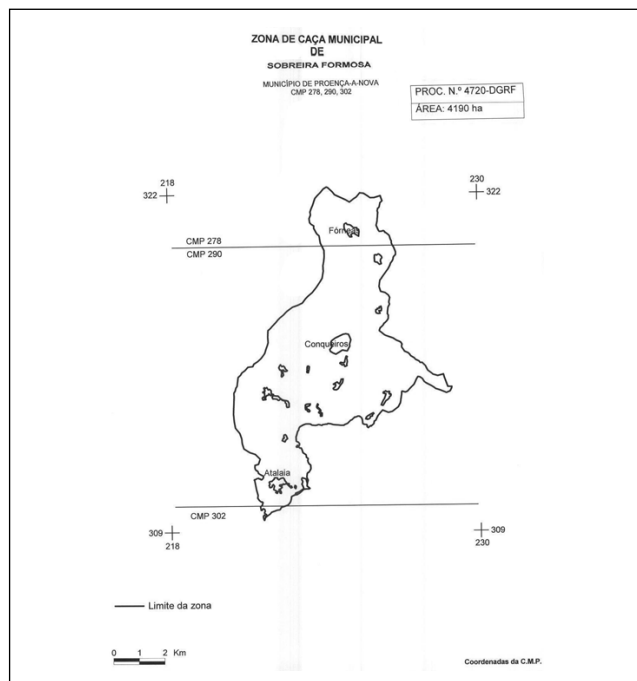 ZONA DE CAÇA MUNICIPAL
DE
SOBREIRA FORMOSA
MUNICÍPIO DE PROENÇA-A-NOVA
CMP 278, 290, 302
PROC. N.º 4720-DGRF
ÁREA: 4190 ha
218
322
230
322
CMP 278
CMP 290
Conqueiros
Atalaia
CMP 302
309
218
309
230
Limite da zona
0 1 2 Km
Coordenadas da C.M.P.